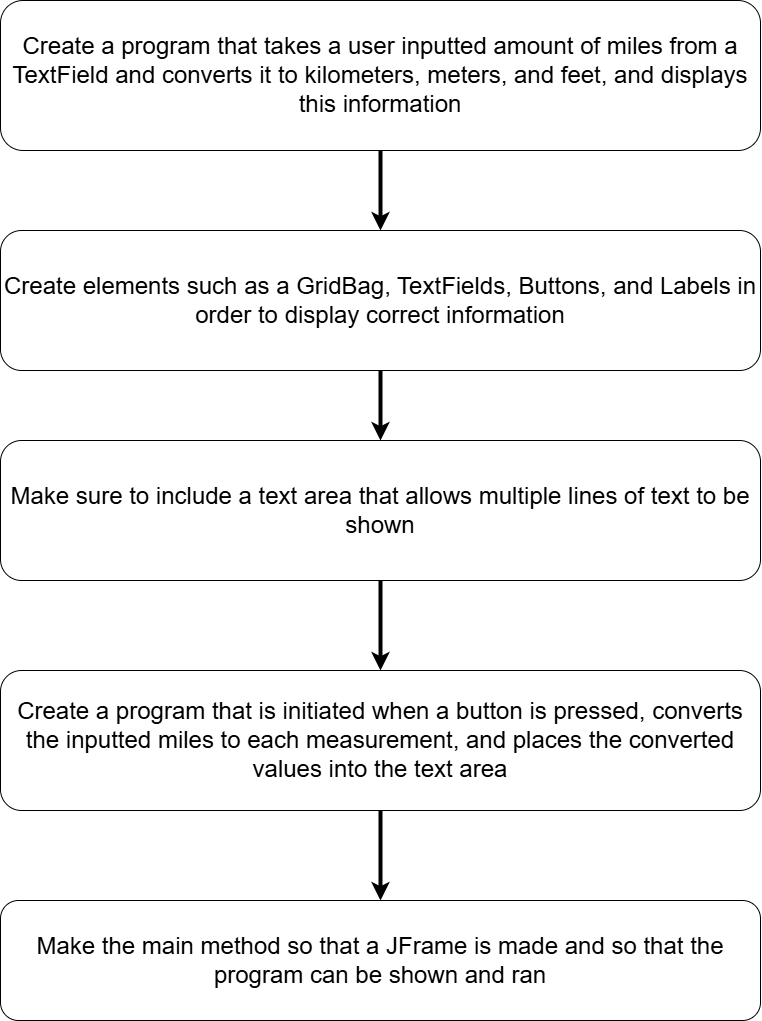 Create a program that takes a user inputted amount of miles from a
TextField and converts it to kilometers, meters, and feet, and displays
this information
Create elements such as a GridBag, TextFields, Buttons, and Labels in
order to display correct information
Make sure to include a text area that allows multiple lines of text to be
shown
Create a program that is initiated when a button is pressed, converts
the inputted miles to each measurement, and places the converted
values into the text area
Make the main method so that a JFrame is made and so that the
program can be shown and ran